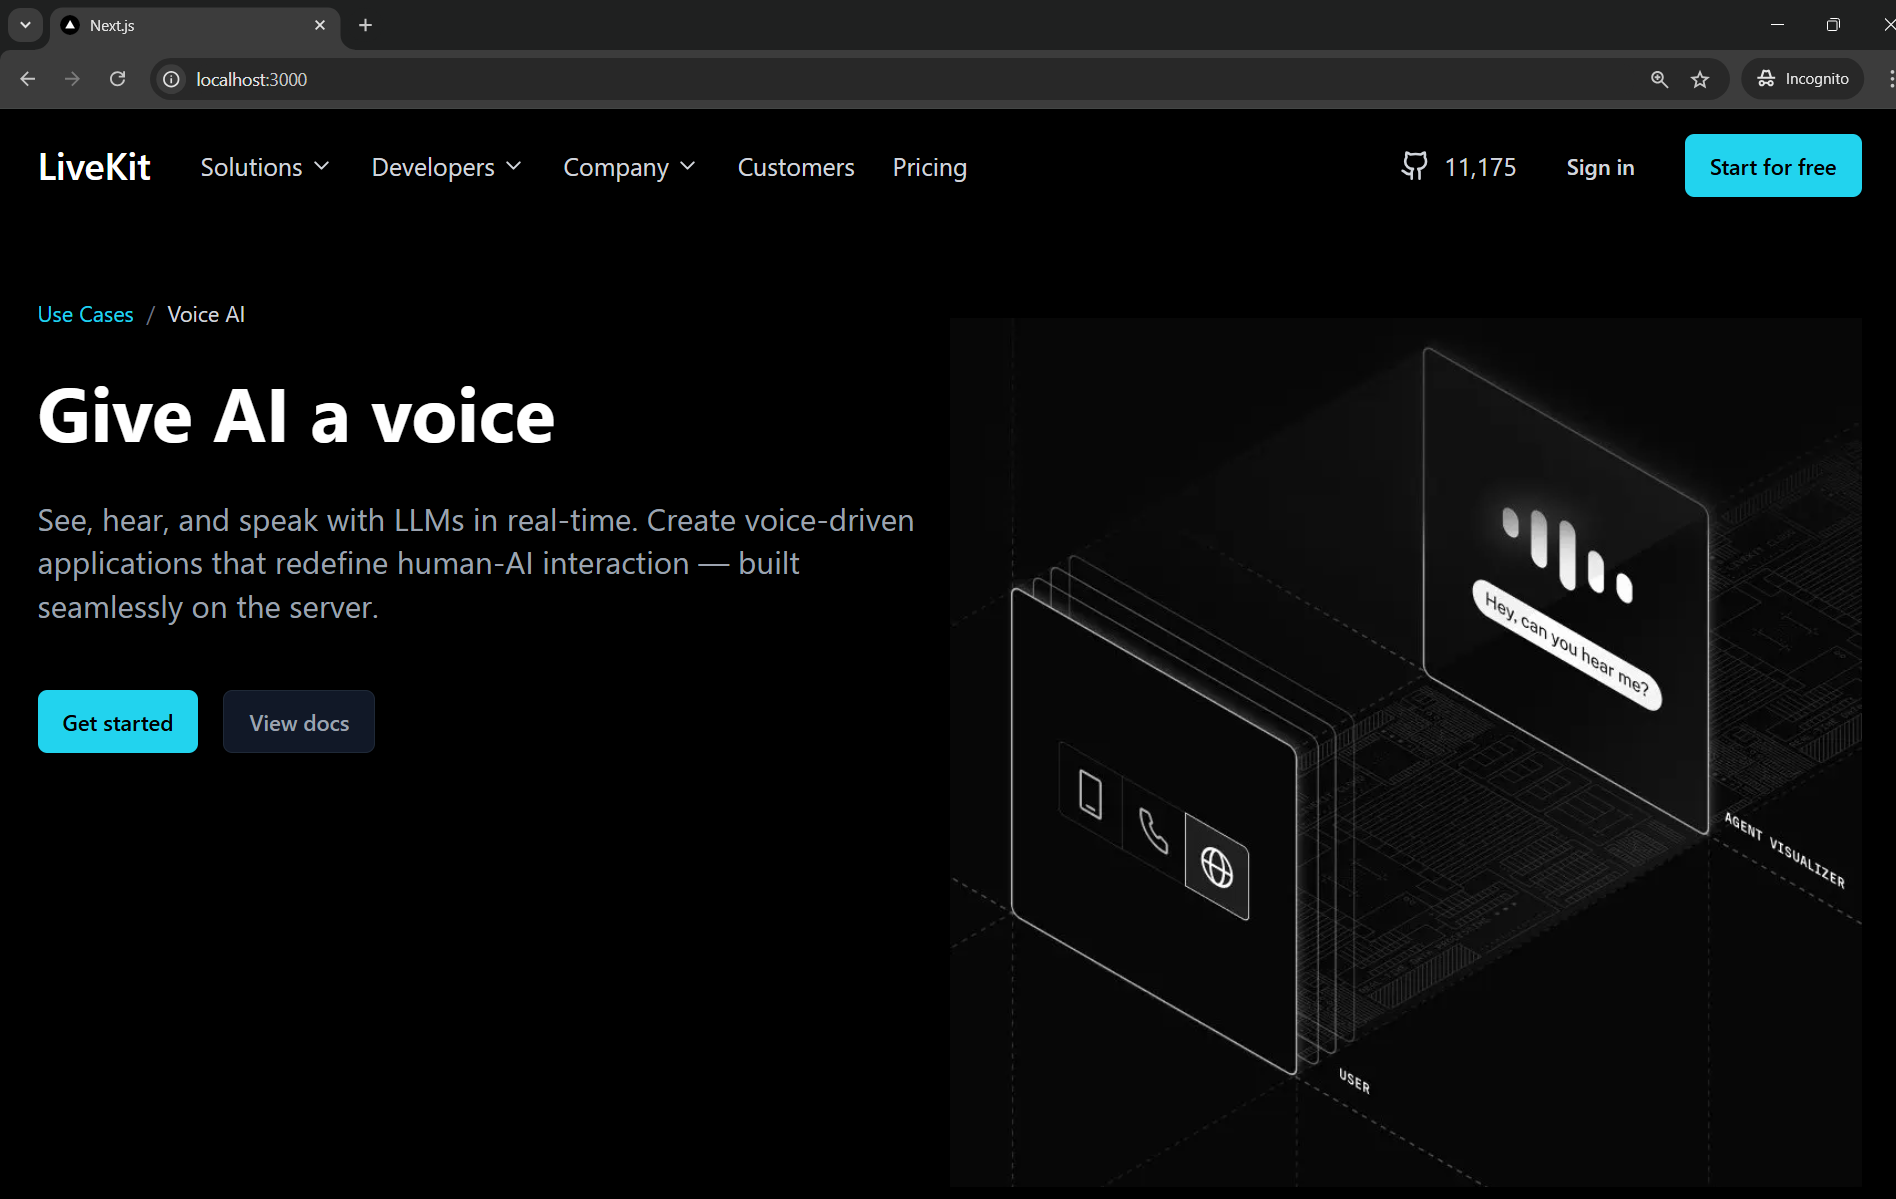 Next.js
localhost:3000
Incognito
LiveKit
Solutions
Developers
Company
Customers
Pricing
11,175
Sign in
Start for free
Use Cases / Voice AI
Give AI a voice
See, hear, and speak with LLMs in real-time. Create voice-driven
applications that redefine human-AI interaction — built
seamlessly on the server.
Get started
View docs
Hey, can you hear me?
AGENT VISUALIZER
USER